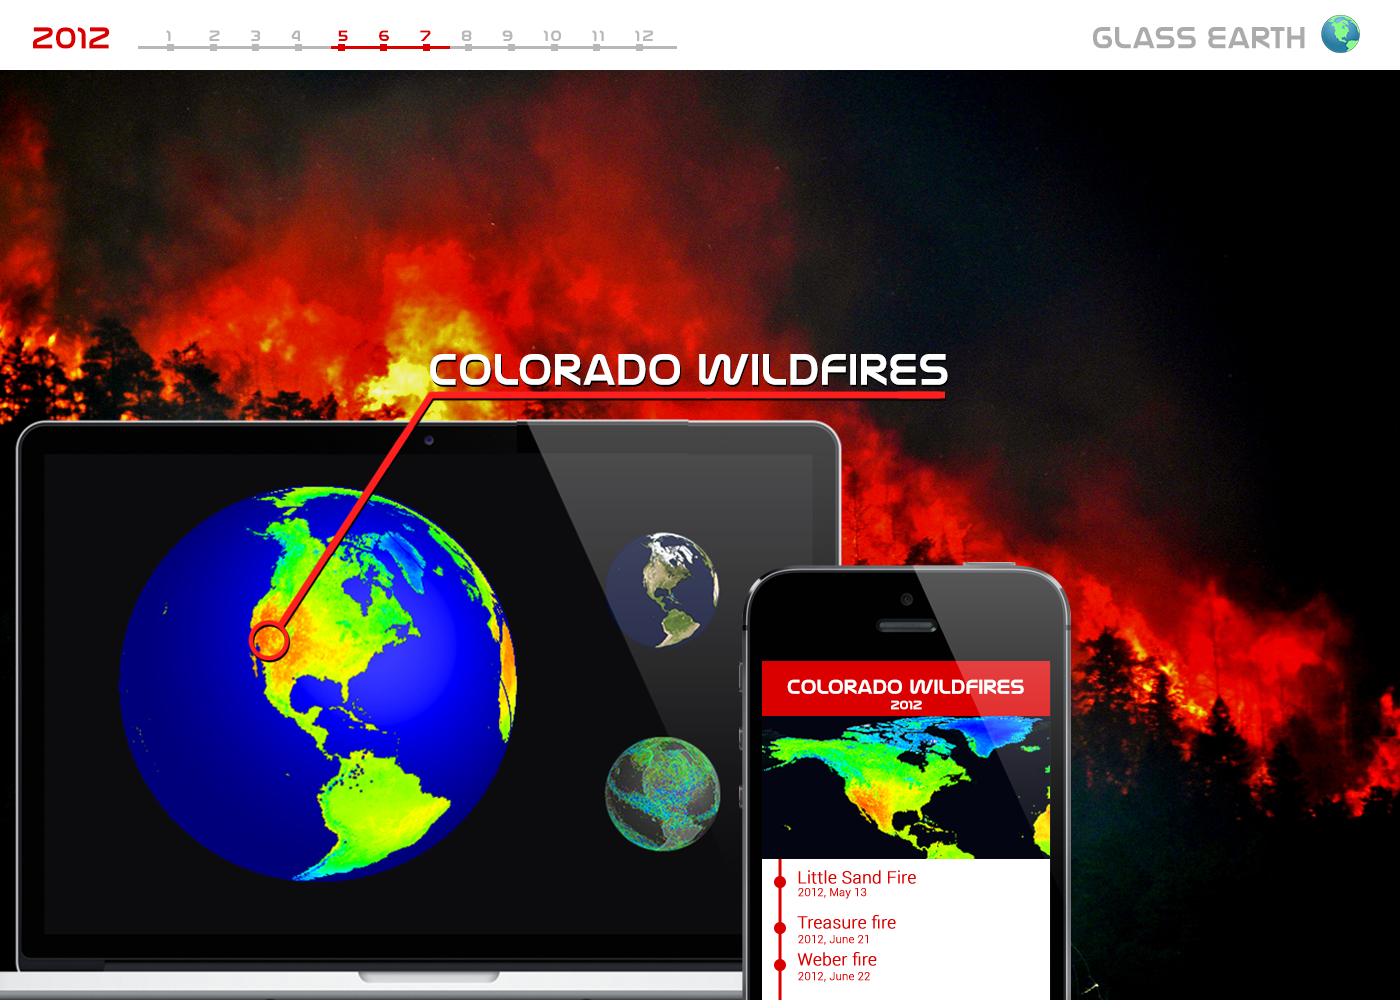 2012
1 2 3 4 5 6 7 8 9 10 11 12
GLASS EARTH
COLORADO WILDFIRES
COLORADO WILDFIRES
2012
Little Sand Fire
2012, May 13
Treasure fire
2012, June 21
Weber fire
2012, June 22